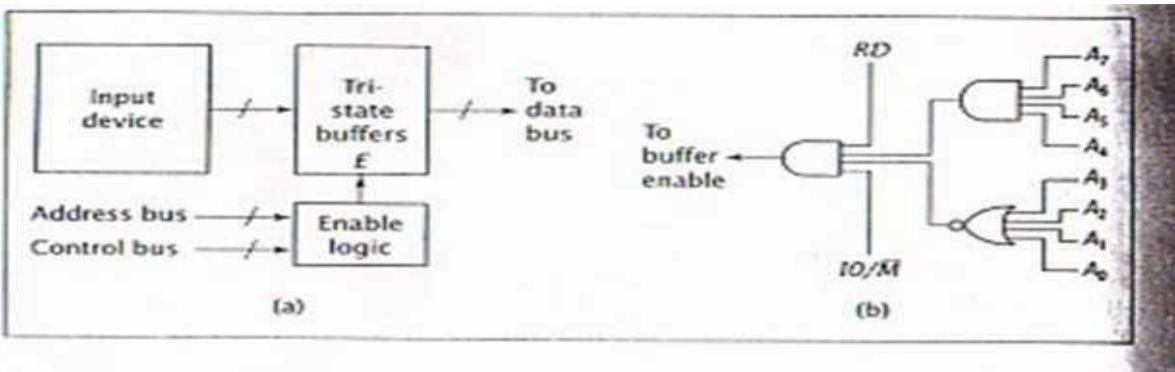 Input
device
Tri-
state
buffers
E
To
data
bus
Address bus
Control bus
Enable
logic
(a)
RD
To
buffer
enable
IO/M̅
A₇
A₆
A₅
A₄
A₃
A₂
A₁
A₀
(b)